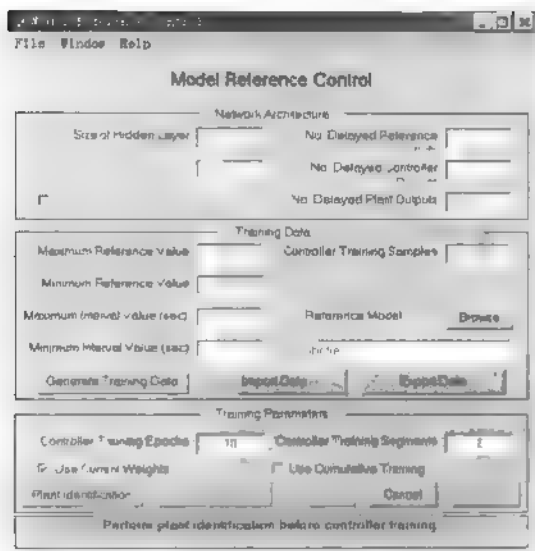 File Window Help
Model Reference Control
Network Architecture
Size of Hidden Layer
No. Delayed Reference
No. Delayed Controller
No. Delayed Plant Outputs
Training Data
Maximum Reference Value
Controller Training Samples
Minimum Reference Value
Maximum Interval Value (sec)
Reference Model
Browse
Minimum Interval Value (sec)
Generate Training Data
Import Data
Export Data
Training Parameters
Controller Training Epochs 10 Controller Training Segments 2
Use Current Weights
Use Cumulative Training
Plant Identification
Cancel
Perform plant identification before controller training